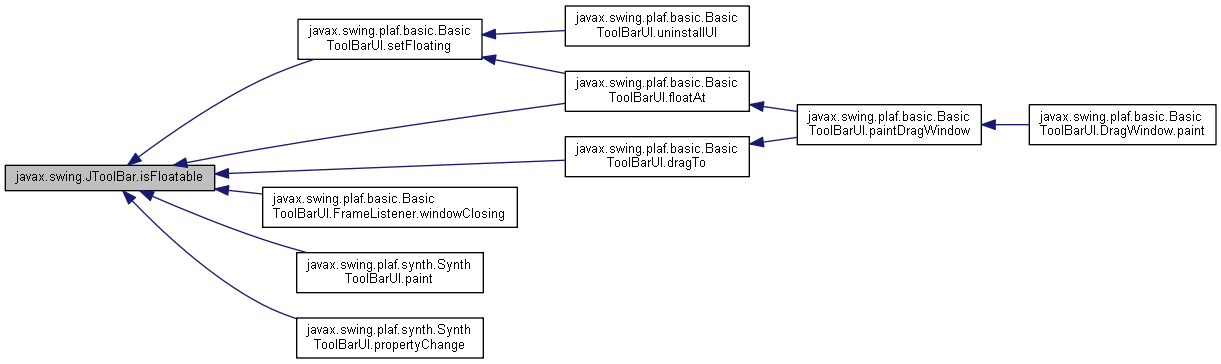 javax.swing.plaf.basic.Basic
ToolBarUI.setFloating
javax.swing.plaf.basic.Basic
ToolBarUI.uninstallUI
javax.swing.plaf.basic.Basic
ToolBarUI.floatAt
javax.swing.plaf.basic.Basic
ToolBarUI.paintDragWindow
javax.swing.plaf.basic.Basic
ToolBarUI.DragWindow.paint
javax.swing.plaf.basic.Basic
ToolBarUI.dragTo
javax.swing.JToolBar.isFloatable
javax.swing.plaf.basic.Basic
ToolBarUI.FrameListener.windowClosing
javax.swing.plaf.synth.Synth
ToolBarUI.paint
javax.swing.plaf.synth.Synth
ToolBarUI.propertyChange